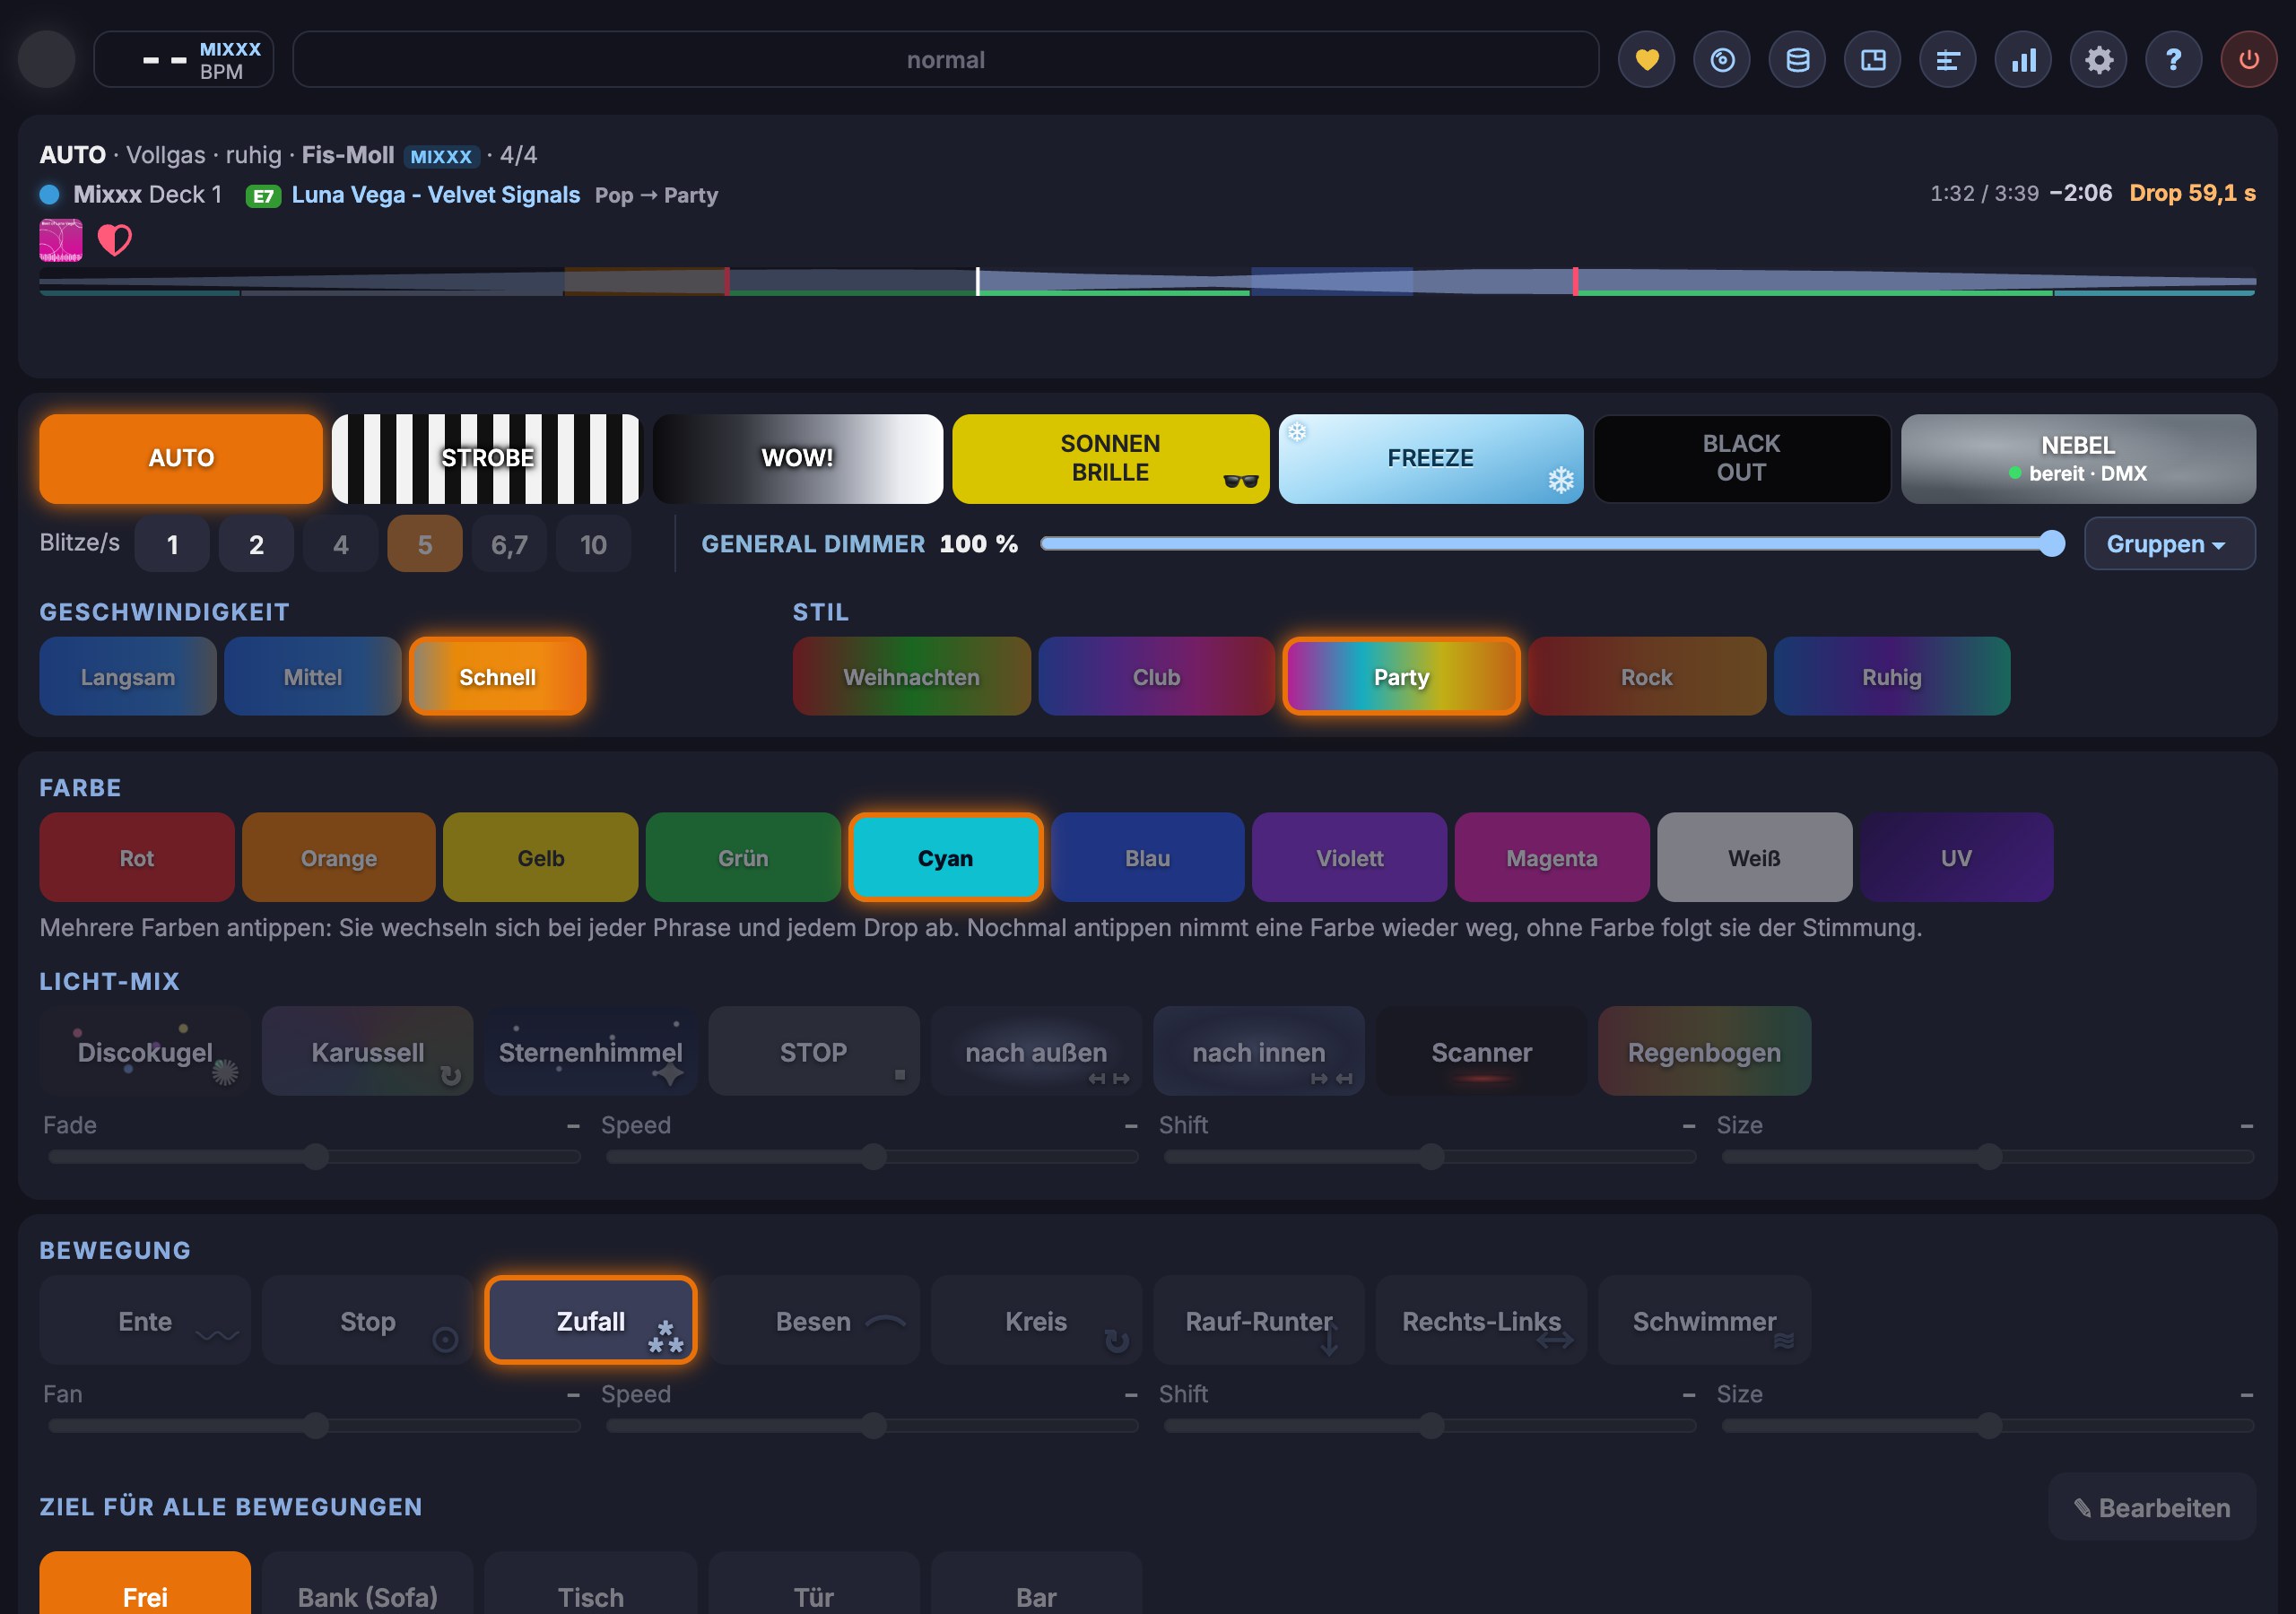 – – MIXXX BPM normal ?
AUTO · Vollgas · ruhig · Fis-Moll MIXXX · 4/4
Mixxx Deck 1 E7 Luna Vega - Velvet Signals Pop → Party 1:32 / 3:39 −2:06 Drop 59,1 s
AUTO STROBE WOW! SONNEN BRILLE FREEZE BLACK OUT NEBEL bereit · DMX
Blitze/s 1 2 4 5 6,7 10 GENERAL DIMMER 100 % Gruppen
GESCHWINDIGKEIT STIL
Langsam Mittel Schnell Weihnachten Club Party Rock Ruhig
FARBE
Rot Orange Gelb Grün Cyan Blau Violett Magenta Weiß UV
Mehrere Farben antippen: Sie wechseln sich bei jeder Phrase und jedem Drop ab. Nochmal antippen nimmt eine Farbe wieder weg, ohne Farbe folgt sie der Stimmung.
LICHT-MIX
Discokugel Karussell Sternenhimmel STOP nach außen nach innen Scanner Regenbogen
Fade – Speed – Shift – Size –
BEWEGUNG
Ente Stop Zufall Besen Kreis Rauf-Runter Rechts-Links Schwimmer
Fan – Speed – Shift – Size –
ZIEL FÜR ALLE BEWEGUNGEN Bearbeiten
Frei Bank (Sofa) Tisch Tür Bar